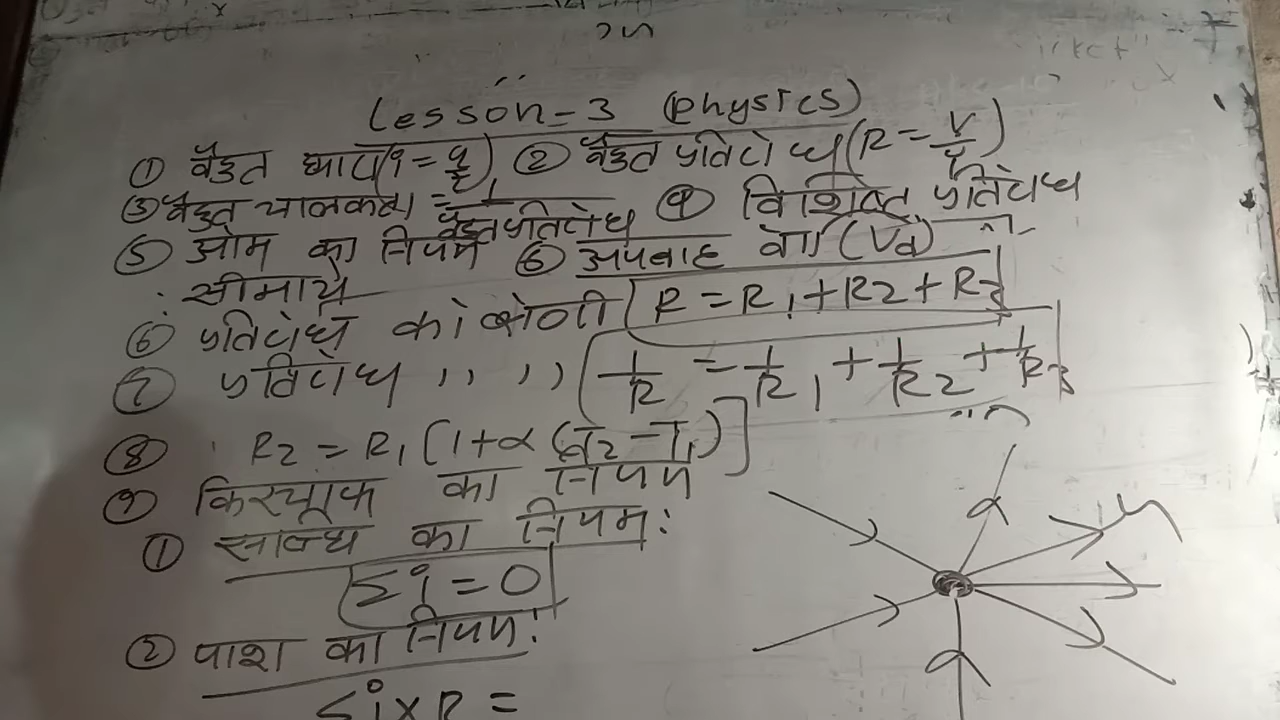 Lesson-3 (Physics)
① वैद्युत धारा (i = q/t) ② वैद्युत प्रतिरोध (R = V/i)
③ वैद्युत चालकता = 1/वैद्युत प्रतिरोध ④ विशिष्ट प्रतिरोध
⑤ ओम का नियम ⑥ अपवाह वेग (Vd)
सीमायें
⑥ प्रतिरोध को श्रेणी R = R1 + R2 + R3
⑦ प्रतिरोध ,, ,, 1/R = 1/R1 + 1/R2 + 1/R3
⑧ R2 = R1 [1+α (T2 - T1)]
⑨ किरचॉफ का नियम
① सन्धि का नियम:
Σi = 0
② पाश का नियम:
Σi×R =